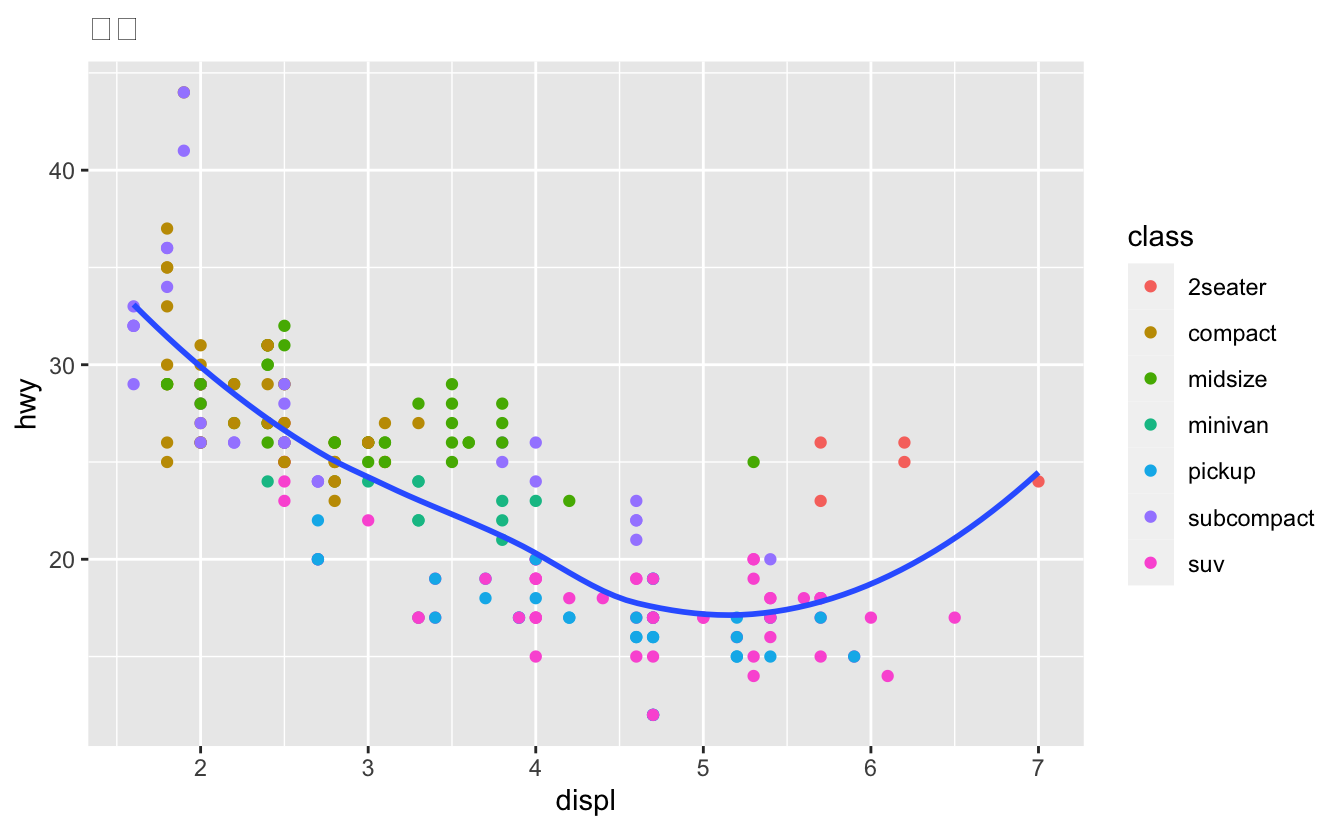 40
30
20
hwy
2
3
4
5
6
7
displ
class
2seater
compact
midsize
minivan
pickup
subcompact
suv